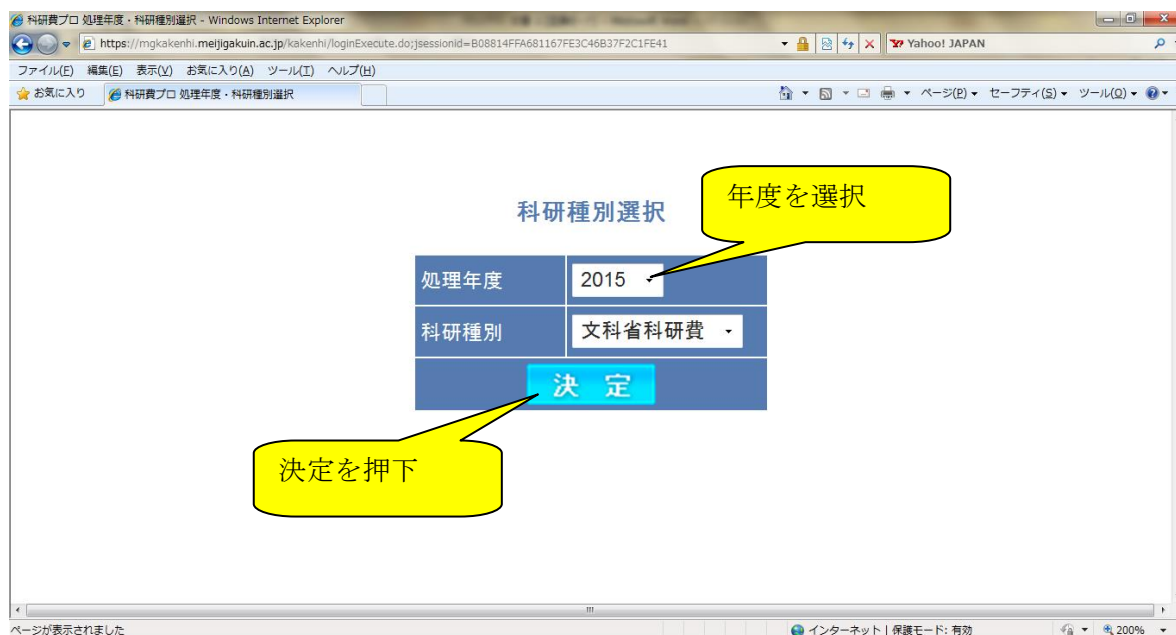 科研費プロ 処理年度・科研種別選択 - Windows Internet Explorer
https://mgkakenhi.meijigakuin.ac.jp/kakenhi/loginExecute.do;jsessionid=B08814FFA681167FE3C46B37F2C1FE41
Yahoo! JAPAN
ファイル(F) 編集(E) 表示(V) お気に入り(A) ツール(T) ヘルプ(H)
お気に入り 科研費プロ 処理年度・科研種別選択 ページ(P) セーフティ(S) ツール(O)
年度を選択
科研種別選択
処理年度 2015
科研種別 文科省科研費
決 定
決定を押下
ページが表示されました インターネット | 保護モード: 有効 200%